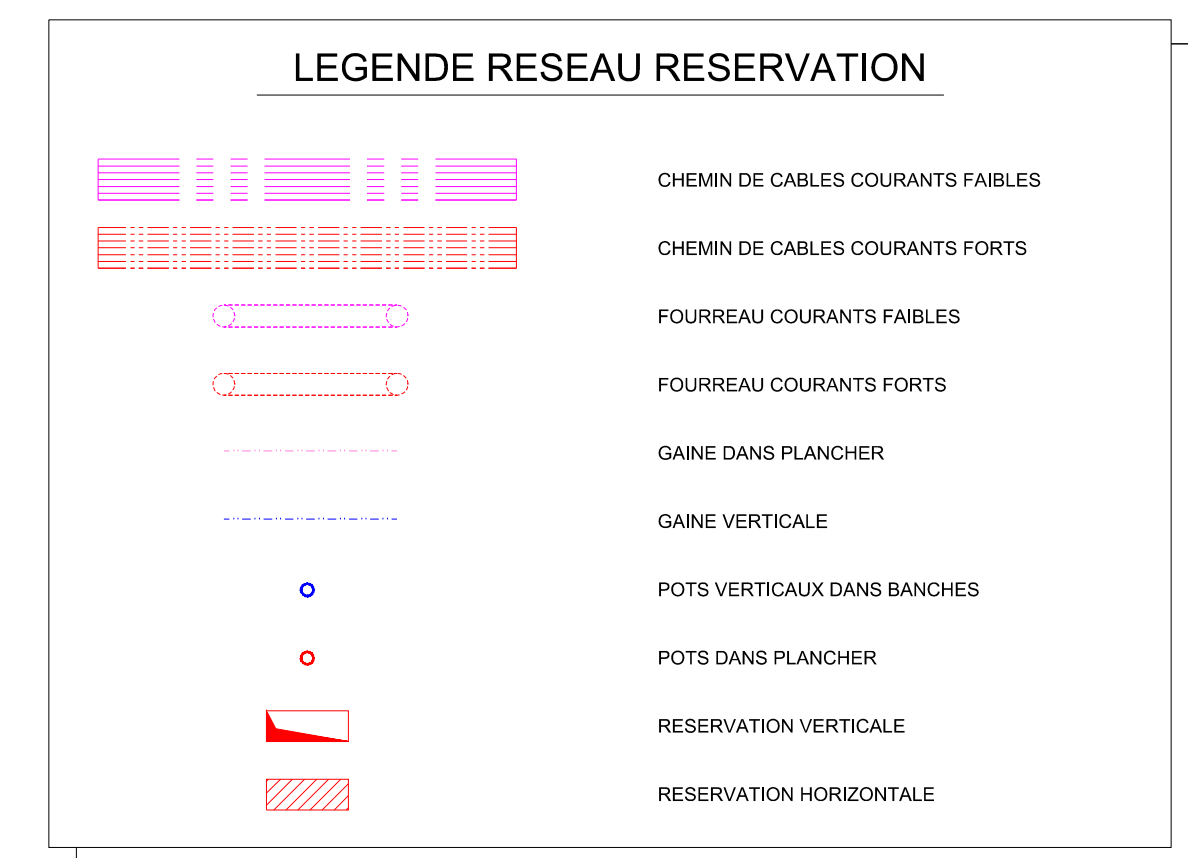 LEGENDE RESEAU RESERVATION
CHEMIN DE CABLES COURANTS FAIBLES
CHEMIN DE CABLES COURANTS FORTS
FOURREAU COURANTS FAIBLES
FOURREAU COURANTS FORTS
GAINE DANS PLANCHER
GAINE VERTICALE
POTS VERTICAUX DANS BANCHES
POTS DANS PLANCHER
RESERVATION VERTICALE
RESERVATION HORIZONTALE